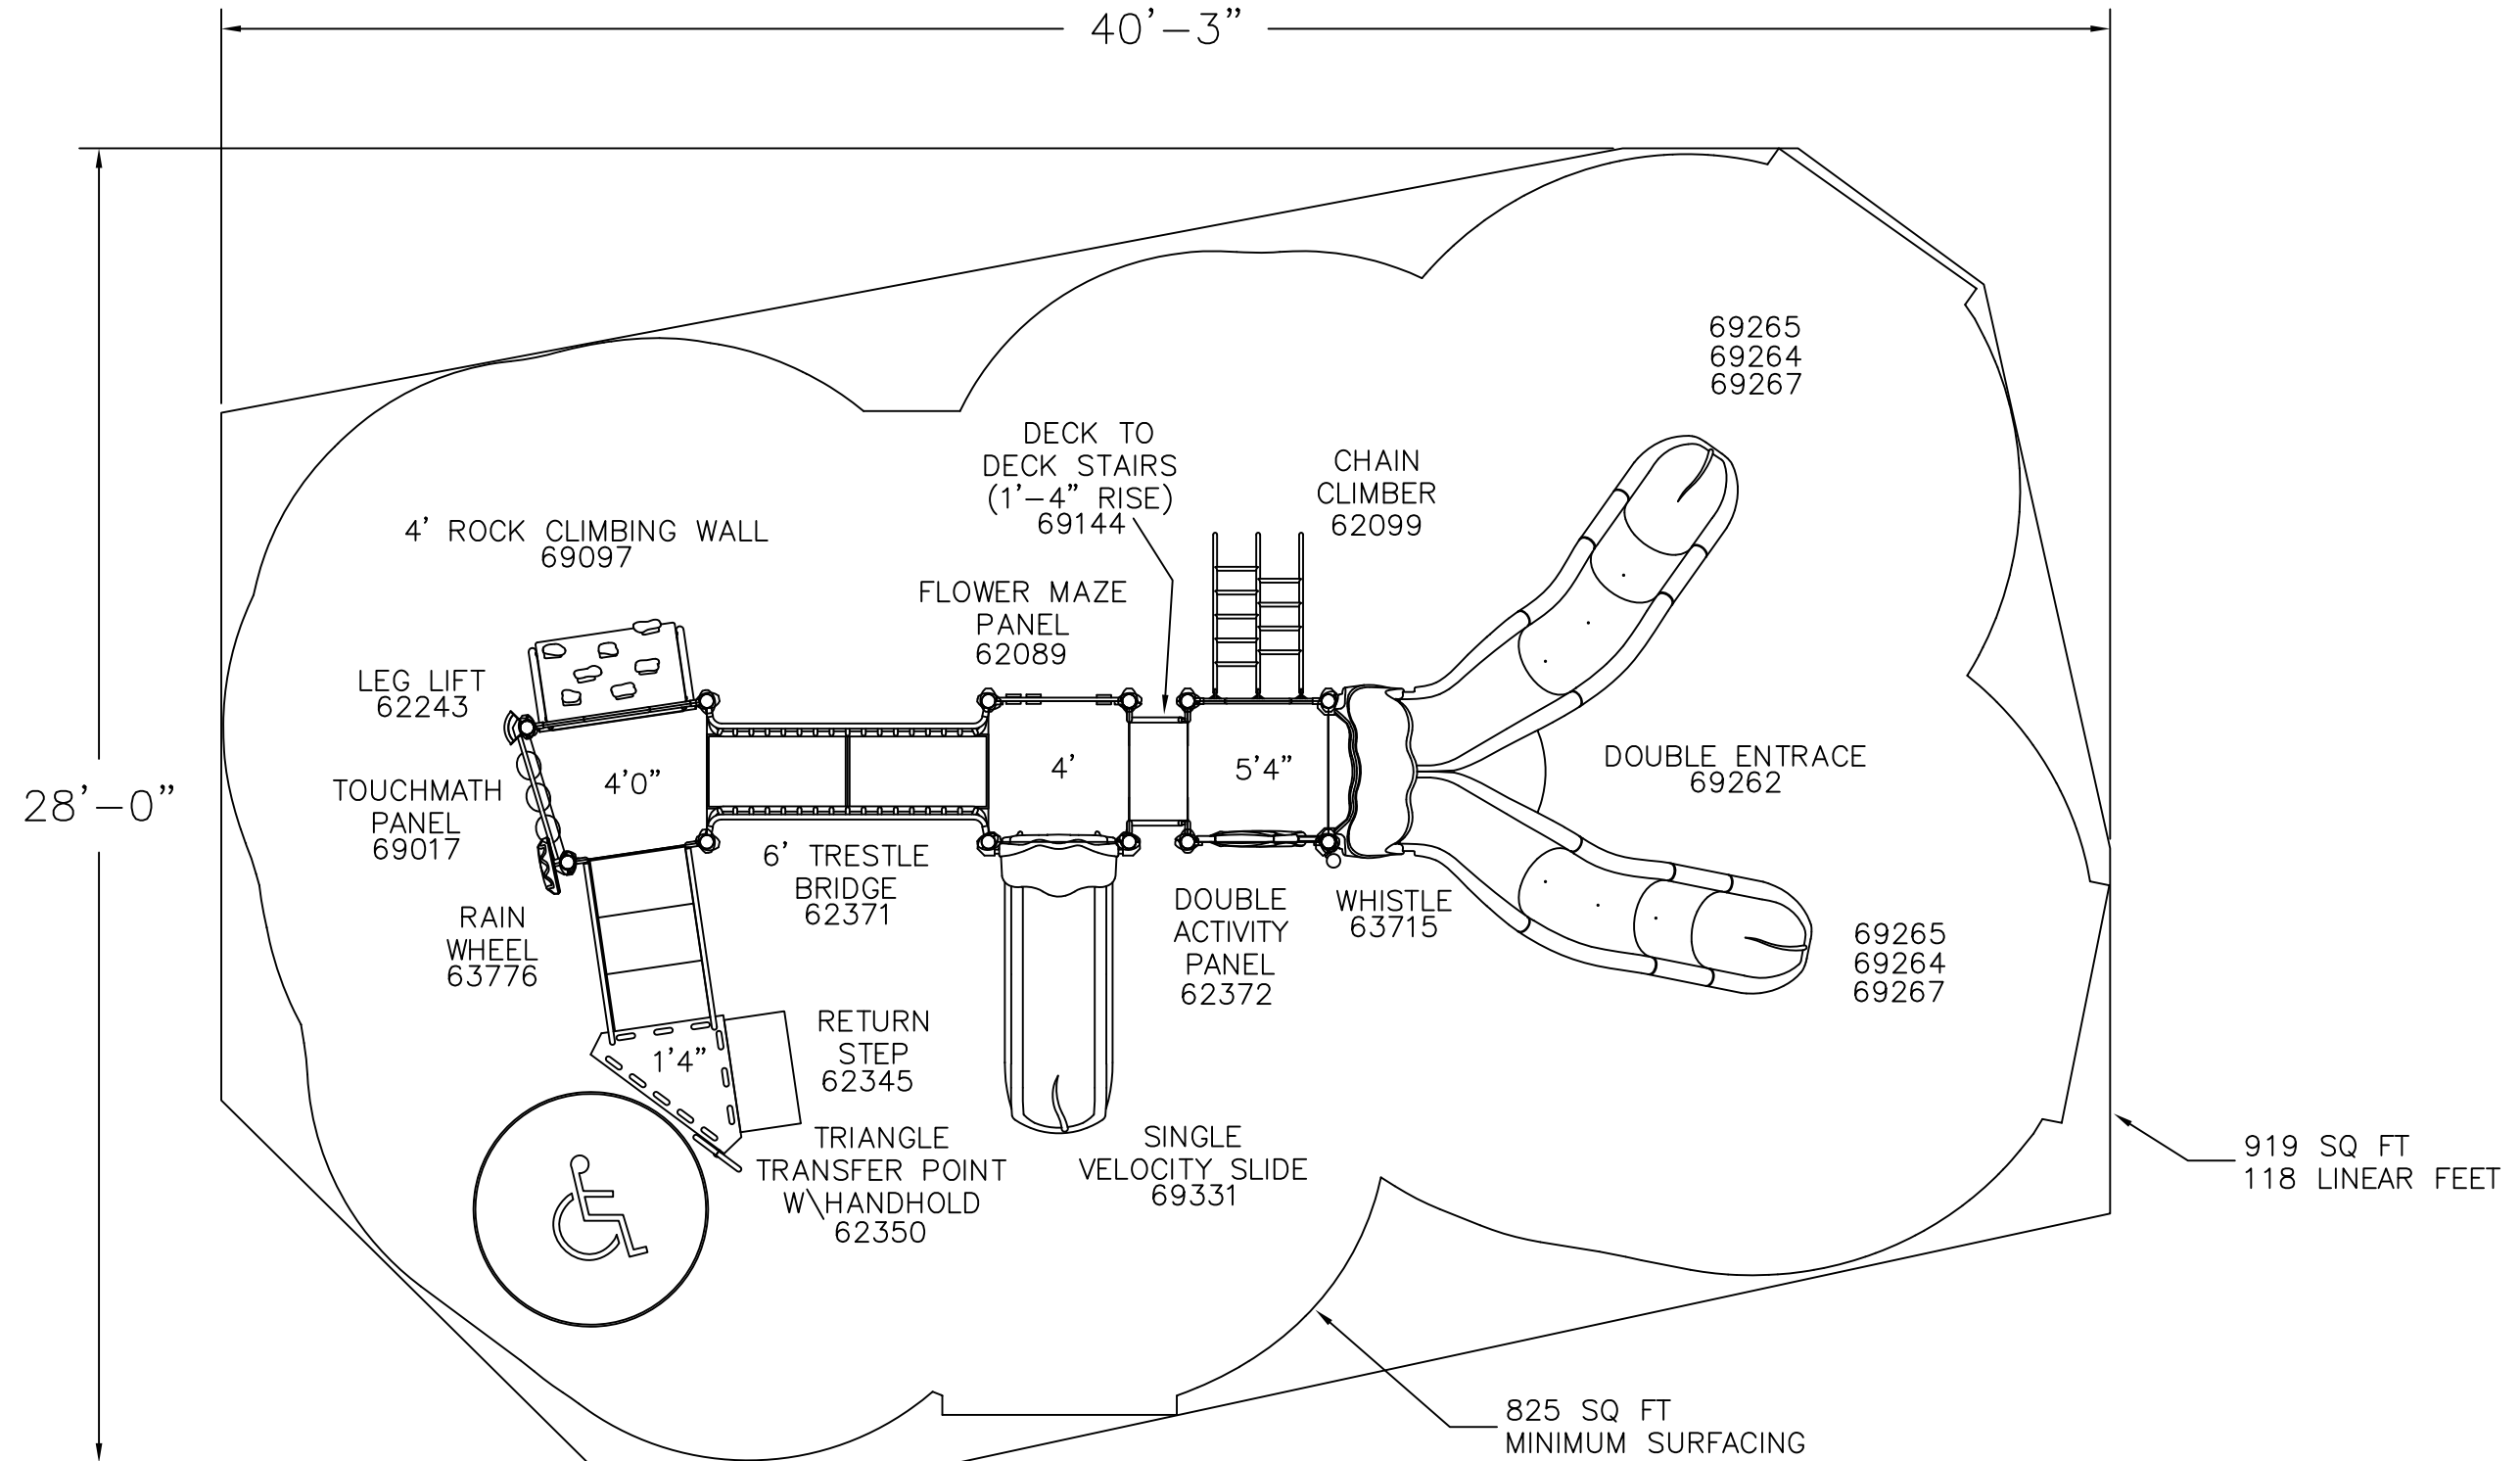 40'-3"
28'-0"
69265
69264
69267
DECK TO
DECK STAIRS
(1'-4" RISE)
69144
CHAIN
CLIMBER
62099
4' ROCK CLIMBING WALL
69097
FLOWER MAZE
PANEL
62089
LEG LIFT
62243
TOUCHMATH
PANEL
69017
4'0"
4'
5'4"
DOUBLE ENTRACE
69262
6' TRESTLE
BRIDGE
62371
RAIN
WHEEL
63776
DOUBLE
ACTIVITY
PANEL
62372
WHISTLE
63715
69265
69264
69267
1'4"
RETURN
STEP
62345
TRIANGLE
TRANSFER POINT
W\HANDHOLD
62350
SINGLE
VELOCITY SLIDE
69331
919 SQ FT
118 LINEAR FEET
825 SQ FT
MINIMUM SURFACING